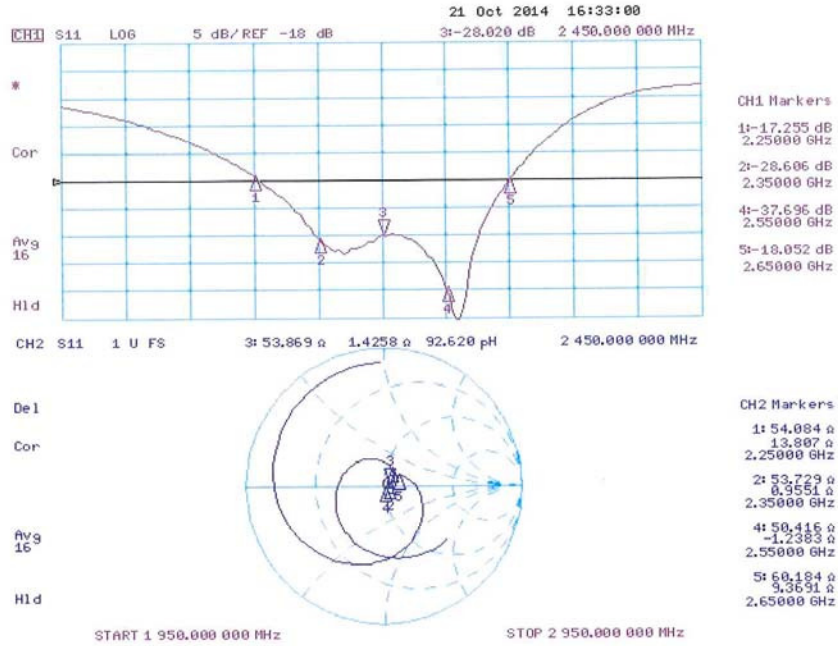 21 Oct 2014 16:33:00
CH1 S11 LOG 5 dB/REF -18 dB 3:-28.020 dB 2 450.000 000 MHz
*
Cor
Avg
16
Hld
1
2
3
4
5
CH1 Markers
1:-17.255 dB
2.25000 GHz
2:-28.606 dB
2.35000 GHz
4:-37.696 dB
2.55000 GHz
5:-18.052 dB
2.65000 GHz
CH2 S11 1 U FS 3: 53.869 Ω 1.4258 Ω 92.620 pH 2 450.000 000 MHz
Del
Cor
Avg
16
Hld
3
CH2 Markers
1: 54.084 Ω
13.807 Ω
2.25000 GHz
2: 53.729 Ω
0.9551 Ω
2.35000 GHz
4: 50.416 Ω
-1.2383 Ω
2.55000 GHz
5: 60.184 Ω
9.3691 Ω
2.65000 GHz
START 1 950.000 000 MHz STOP 2 950.000 000 MHz